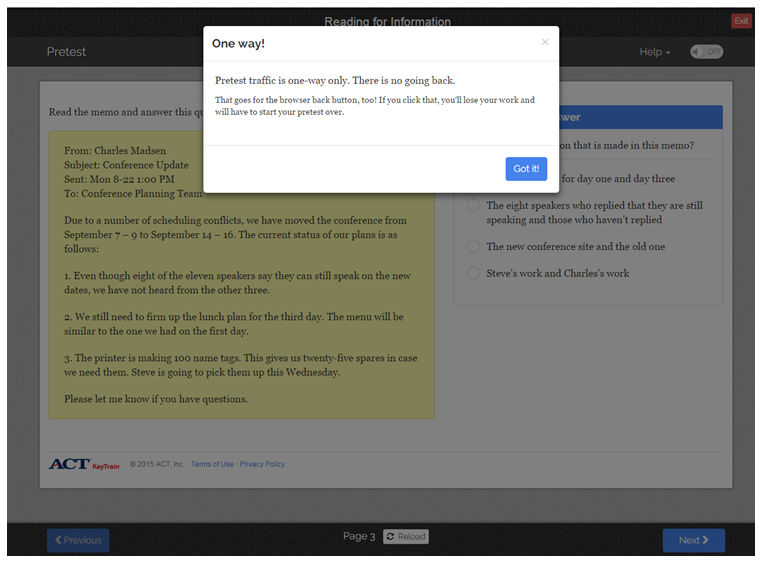 Reading for Information
Exit
Pretest
Help
OFF
One way!
×
Pretest traffic is one-way only. There is no going back.
That goes for the browser back button, too! If you click that, you'll lose your work and
will have to start your pretest over.
Got it!
Read the memo and answer this qu
From: Charles Madsen
Subject: Conference Update
Sent: Mon 8-22 1:00 PM
To: Conference Planning Team
Due to a number of scheduling conflicts, we have moved the conference from
September 7 – 9 to September 14 – 16. The current status of our plans is as
follows:
1. Even though eight of the eleven speakers say they can still speak on the new
dates, we have not heard from the other three.
2. We still need to firm up the lunch plan for the third day. The menu will be
similar to the one we had on the first day.
3. The printer is making 100 name tags. This gives us twenty-five spares in case
we need them. Steve is going to pick them up this Wednesday.
Please let me know if you have questions.
wer
on that is made in this memo?
for day one and day three
The eight speakers who replied that they are still
speaking and those who haven't replied
The new conference site and the old one
Steve's work and Charles's work
ACT KeyTrain © 2015 ACT, Inc. · Terms of Use · Privacy Policy
Previous
Page 3
Reload
Next